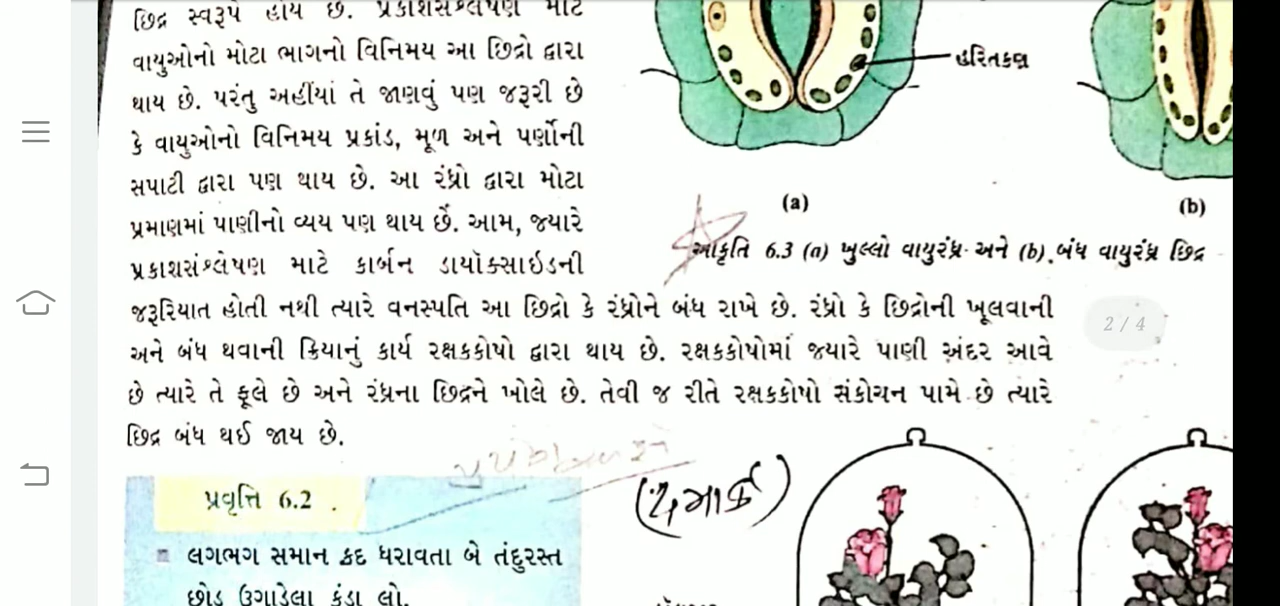 છિદ્ર સ્વરૂપે હોય છે. પ્રકાશસંશ્લેષણ માટે
વાયુઓનો મોટા ભાગનો વિનિમય આ છિદ્રો દ્વારા
થાય છે. પરંતુ અહીંયાં તે જાણવું પણ જરૂરી છે
કે વાયુઓનો વિનિમય પ્રકાંડ, મૂળ અને પર્ણોની
સપાટી દ્વારા પણ થાય છે. આ રંધ્રો દ્વારા મોટા
પ્રમાણમાં પાણીનો વ્યય પણ થાય છે. આમ, જ્યારે
પ્રકાશસંશ્લેષણ માટે કાર્બન ડાયૉક્સાઇડની
જરૂરિયાત હોતી નથી ત્યારે વનસ્પતિ આ છિદ્રો કે રંધ્રોને બંધ રાખે છે. રંધ્રો કે છિદ્રોની ખૂલવાની
અને બંધ થવાની ક્રિયાનું કાર્ય રક્ષકકોષો દ્વારા થાય છે. રક્ષકકોષોમાં જ્યારે પાણી અંદર આવે
છે ત્યારે તે ફૂલે છે અને રંધ્રના છિદ્રને ખોલે છે. તેવી જ રીતે રક્ષકકોષો સંકોચન પામે છે ત્યારે
છિદ્ર બંધ થઈ જાય છે.
હરિતકણ
(a)
(b)
આકૃતિ 6.3 (a) ખુલ્લો વાયુરંધ્ર અને (b) બંધ વાયુરંધ્ર છિદ્ર
2 / 4
માર્ક)
પ્રવૃત્તિ 6.2
લગભગ સમાન કદ ધરાવતા બે તંદુરસ્ત
છોડ ઉગાડેલા કૂંડા લો.